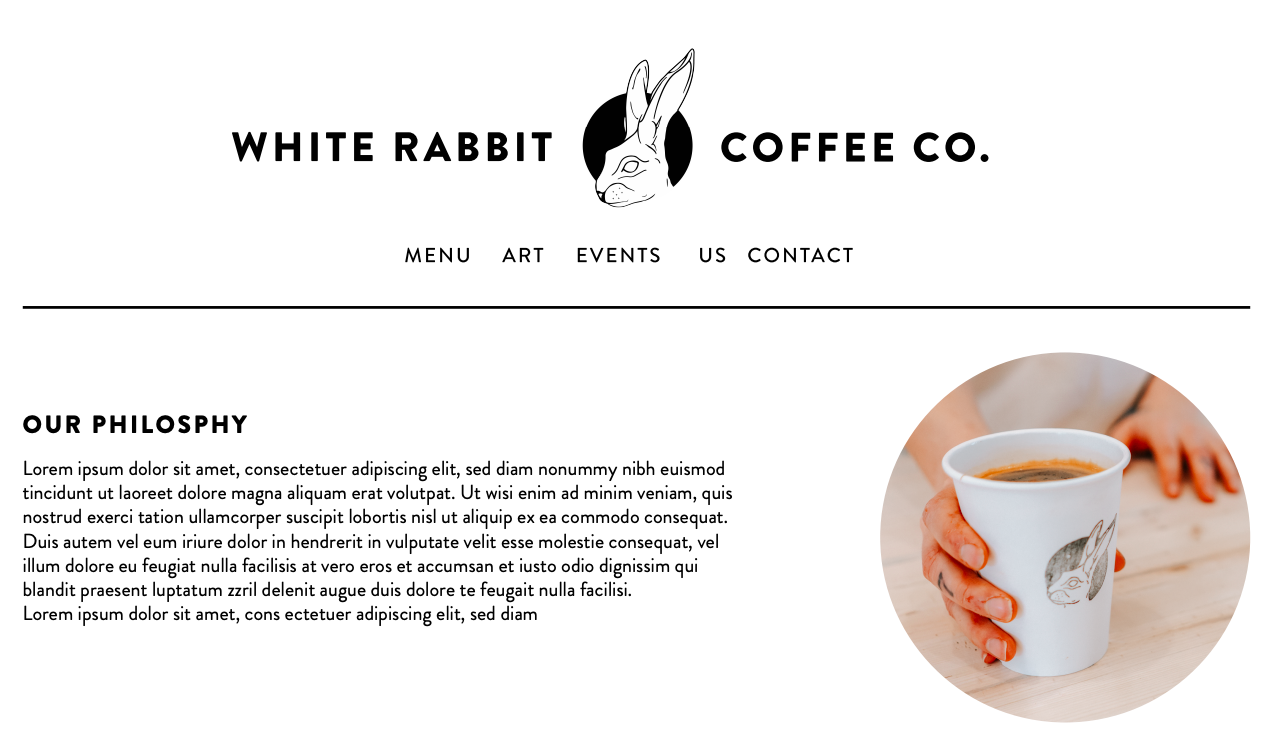 WHITE RABBIT COFFEE CO.
MENU ART EVENTS US CONTACT
OUR PHILOSPHY
Lorem ipsum dolor sit amet, consectetuer adipiscing elit, sed diam nonummy nibh euismod
tincidunt ut laoreet dolore magna aliquam erat volutpat. Ut wisi enim ad minim veniam, quis
nostrud exerci tation ullamcorper suscipit lobortis nisl ut aliquip ex ea commodo consequat.
Duis autem vel eum iriure dolor in hendrerit in vulputate velit esse molestie consequat, vel
illum dolore eu feugiat nulla facilisis at vero eros et accumsan et iusto odio dignissim qui
blandit praesent luptatum zzril delenit augue duis dolore te feugait nulla facilisi.
Lorem ipsum dolor sit amet, cons ectetuer adipiscing elit, sed diam